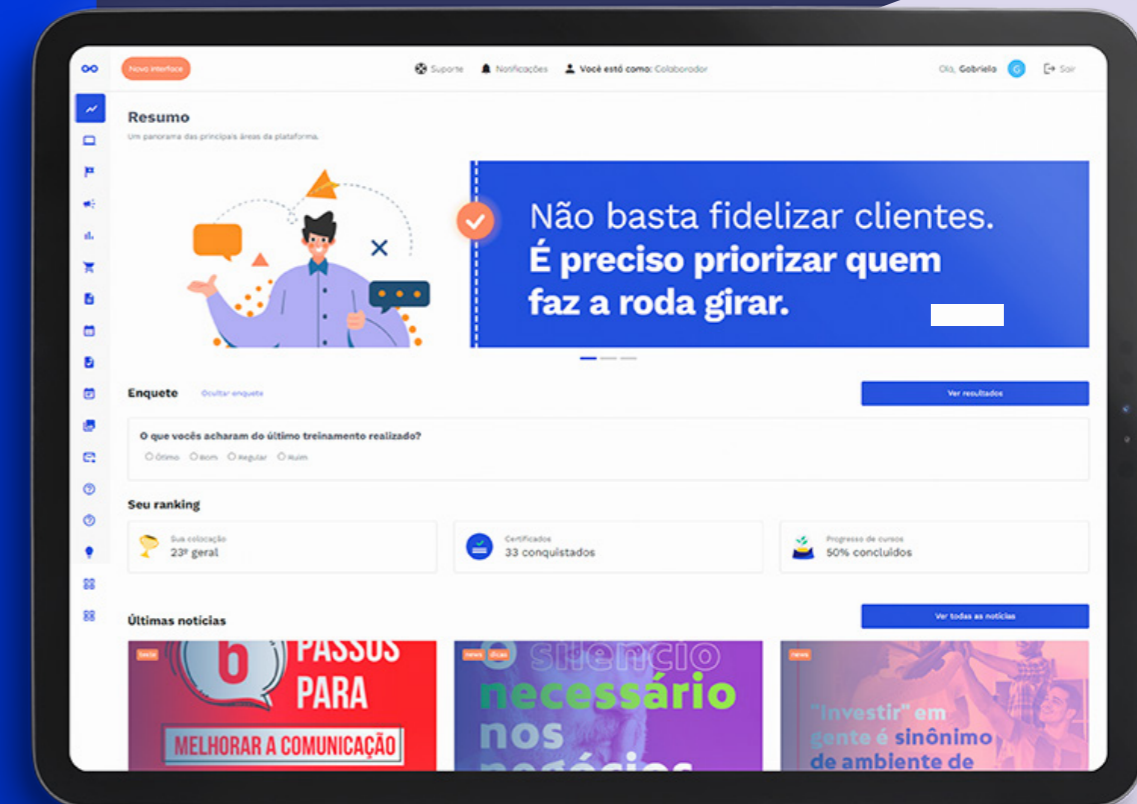 Novo interface
Suporte
Notificações
Você está como: Colaborador
Olá, Gabriela
G
Sair
Resumo
Um panorama das principais áreas da plataforma.
Não basta fidelizar clientes.
É preciso priorizar quem
faz a roda girar.
Enquete
Ocultar enquete
Ver resultados
O que vocês acharam do último treinamento realizado?
Ótimo
Bom
Regular
Ruim
Seu ranking
Sua colocação
23º geral
Certificados
33 conquistados
Progresso de cursos
50% concluídos
Últimas notícias
Ver todas as notícias
6
PASSOS
PARA
MELHORAR A COMUNICAÇÃO
news
dicas
O silêncio
necessário
nos
negócios
news
"Investir" em
gente é sinônimo
de ambiente de